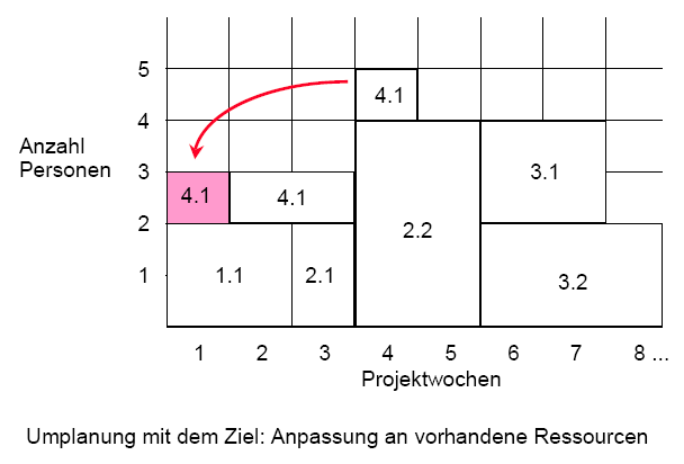 5
4.1
4
Anzahl
Personen
3
3.1
4.1
4.1
2
2.2
1
1.1
2.1
3.2
1 2 3 4 5 6 7 8 ...
Projektwochen
Umplanung mit dem Ziel: Anpassung an vorhandene Ressourcen